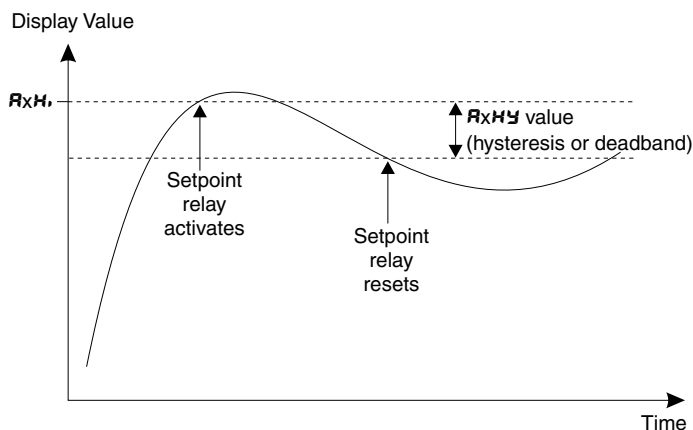 Display Value
AxHi
AxHY value
(hysteresis or deadband)
Setpoint
relay
activates
Setpoint
relay
resets
Time